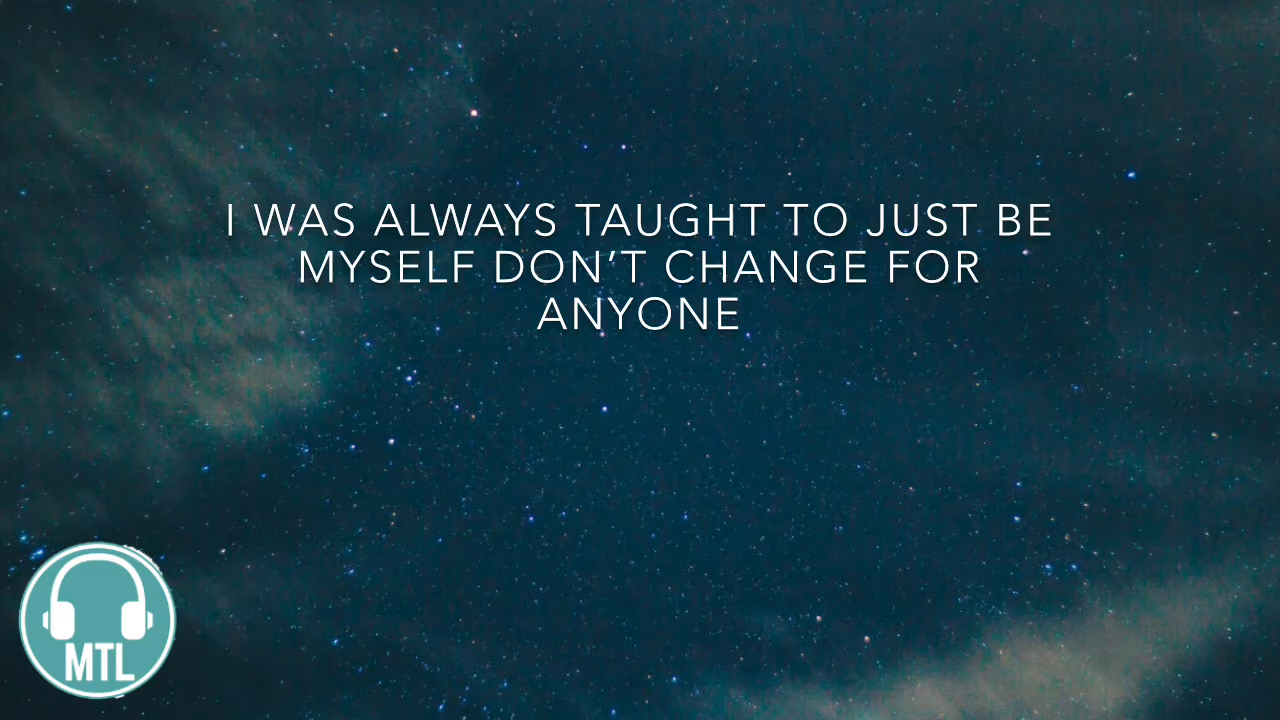 I WAS ALWAYS TAUGHT TO JUST BE
MYSELF DON’T CHANGE FOR
ANYONE
MTL